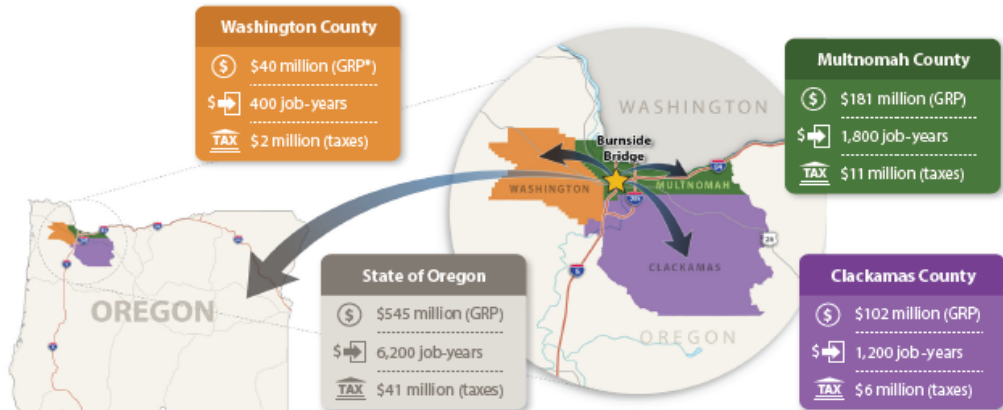 Washington County
$
$40 million (GRP*)
$
400 job-years
TAX
$2 million (taxes)
Multnomah County
$
$181 million (GRP)
$
1,800 job-years
TAX
$11 million (taxes)
WASHINGTON
Burnside
Bridge
WASHINGTON
MULTNOMAH
84
205
26
CLACKAMAS
5
OREGON
OREGON
State of Oregon
$
$545 million (GRP)
$
6,200 job-years
TAX
$41 million (taxes)
Clackamas County
$
$102 million (GRP)
$
1,200 job-years
TAX
$6 million (taxes)